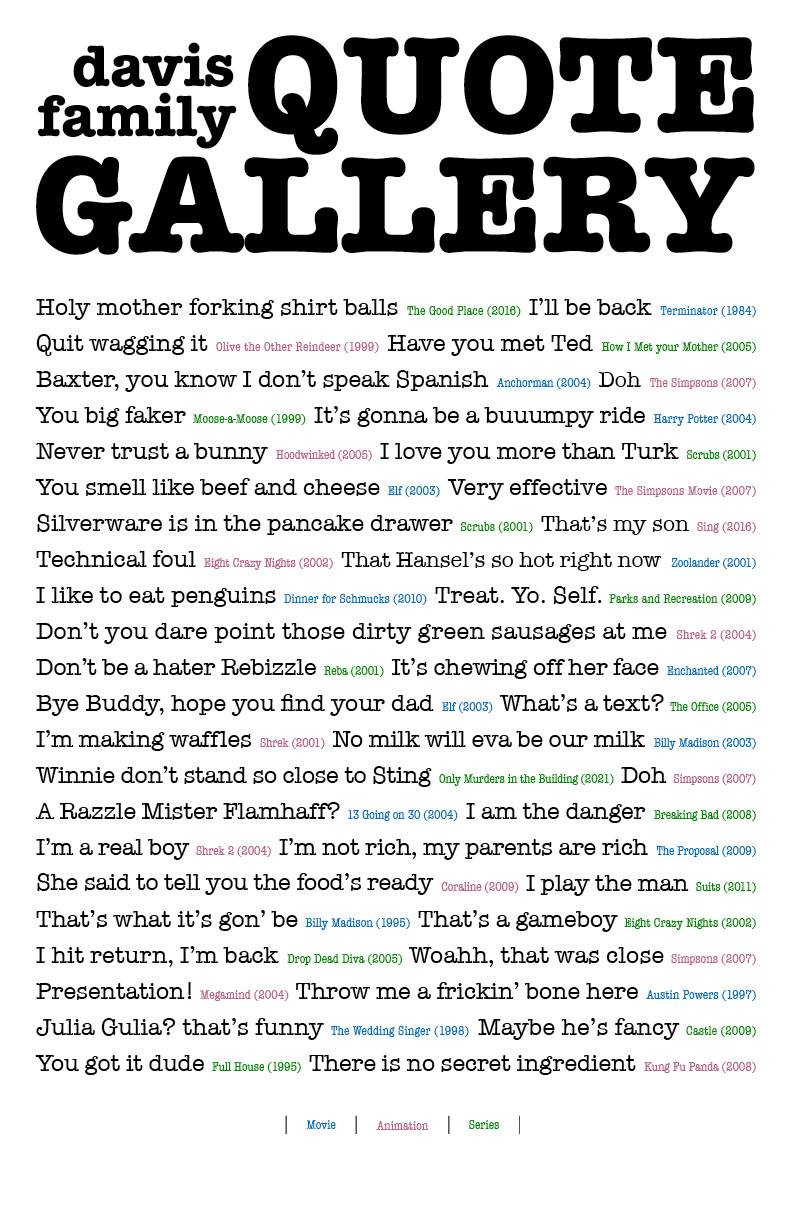 davis family QUOTE
GALLERY
Holy mother forking shirt balls The Good Place (2016) I'll be back Terminator (1984)
Quit wagging it Olive the Other Reindeer (1999) Have you met Ted How I Met your Mother (2005)
Baxter, you know I don't speak Spanish Anchorman (2004) Doh The Simpsons (2007)
You big faker Moose-a-Moose (1999) It's gonna be a buuumpy ride Harry Potter (2004)
Never trust a bunny Hoodwinked (2005) I love you more than Turk Scrubs (2001)
You smell like beef and cheese Elf (2003) Very effective The Simpsons Movie (2007)
Silverware is in the pancake drawer Scrubs (2001) That's my son Sing (2016)
Technical foul Eight Crazy Nights (2002) That Hansel's so hot right now Zoolander (2001)
I like to eat penguins Dinner for Schmucks (2010) Treat. Yo. Self. Parks and Recreation (2009)
Don't you dare point those dirty green sausages at me Shrek 2 (2004)
Don't be a hater Rebizzle Reba (2001) It's chewing off her face Enchanted (2007)
Bye Buddy, hope you find your dad Elf (2003) What's a text? The Office (2005)
I'm making waffles Shrek (2001) No milk will eva be our milk Billy Madison (2003)
Winnie don't stand so close to Sting Only Murders in the Building (2021) Doh Simpsons (2007)
A Razzle Mister Flamhaff? 13 Going on 30 (2004) I am the danger Breaking Bad (2008)
I'm a real boy Shrek 2 (2004) I'm not rich, my parents are rich The Proposal (2009)
She said to tell you the food's ready Coraline (2009) I play the man Suits (2011)
That's what it's gon' be Billy Madison (1995) That's a gameboy Eight Crazy Nights (2002)
I hit return, I'm back Drop Dead Diva (2005) Woahh, that was close Simpsons (2007)
Presentation! Megamind (2004) Throw me a frickin' bone here Austin Powers (1997)
Julia Gulia? that's funny The Wedding Singer (1998) Maybe he's fancy Castle (2009)
You got it dude Full House (1995) There is no secret ingredient Kung Fu Panda (2008)
| Movie | Animation | Series |